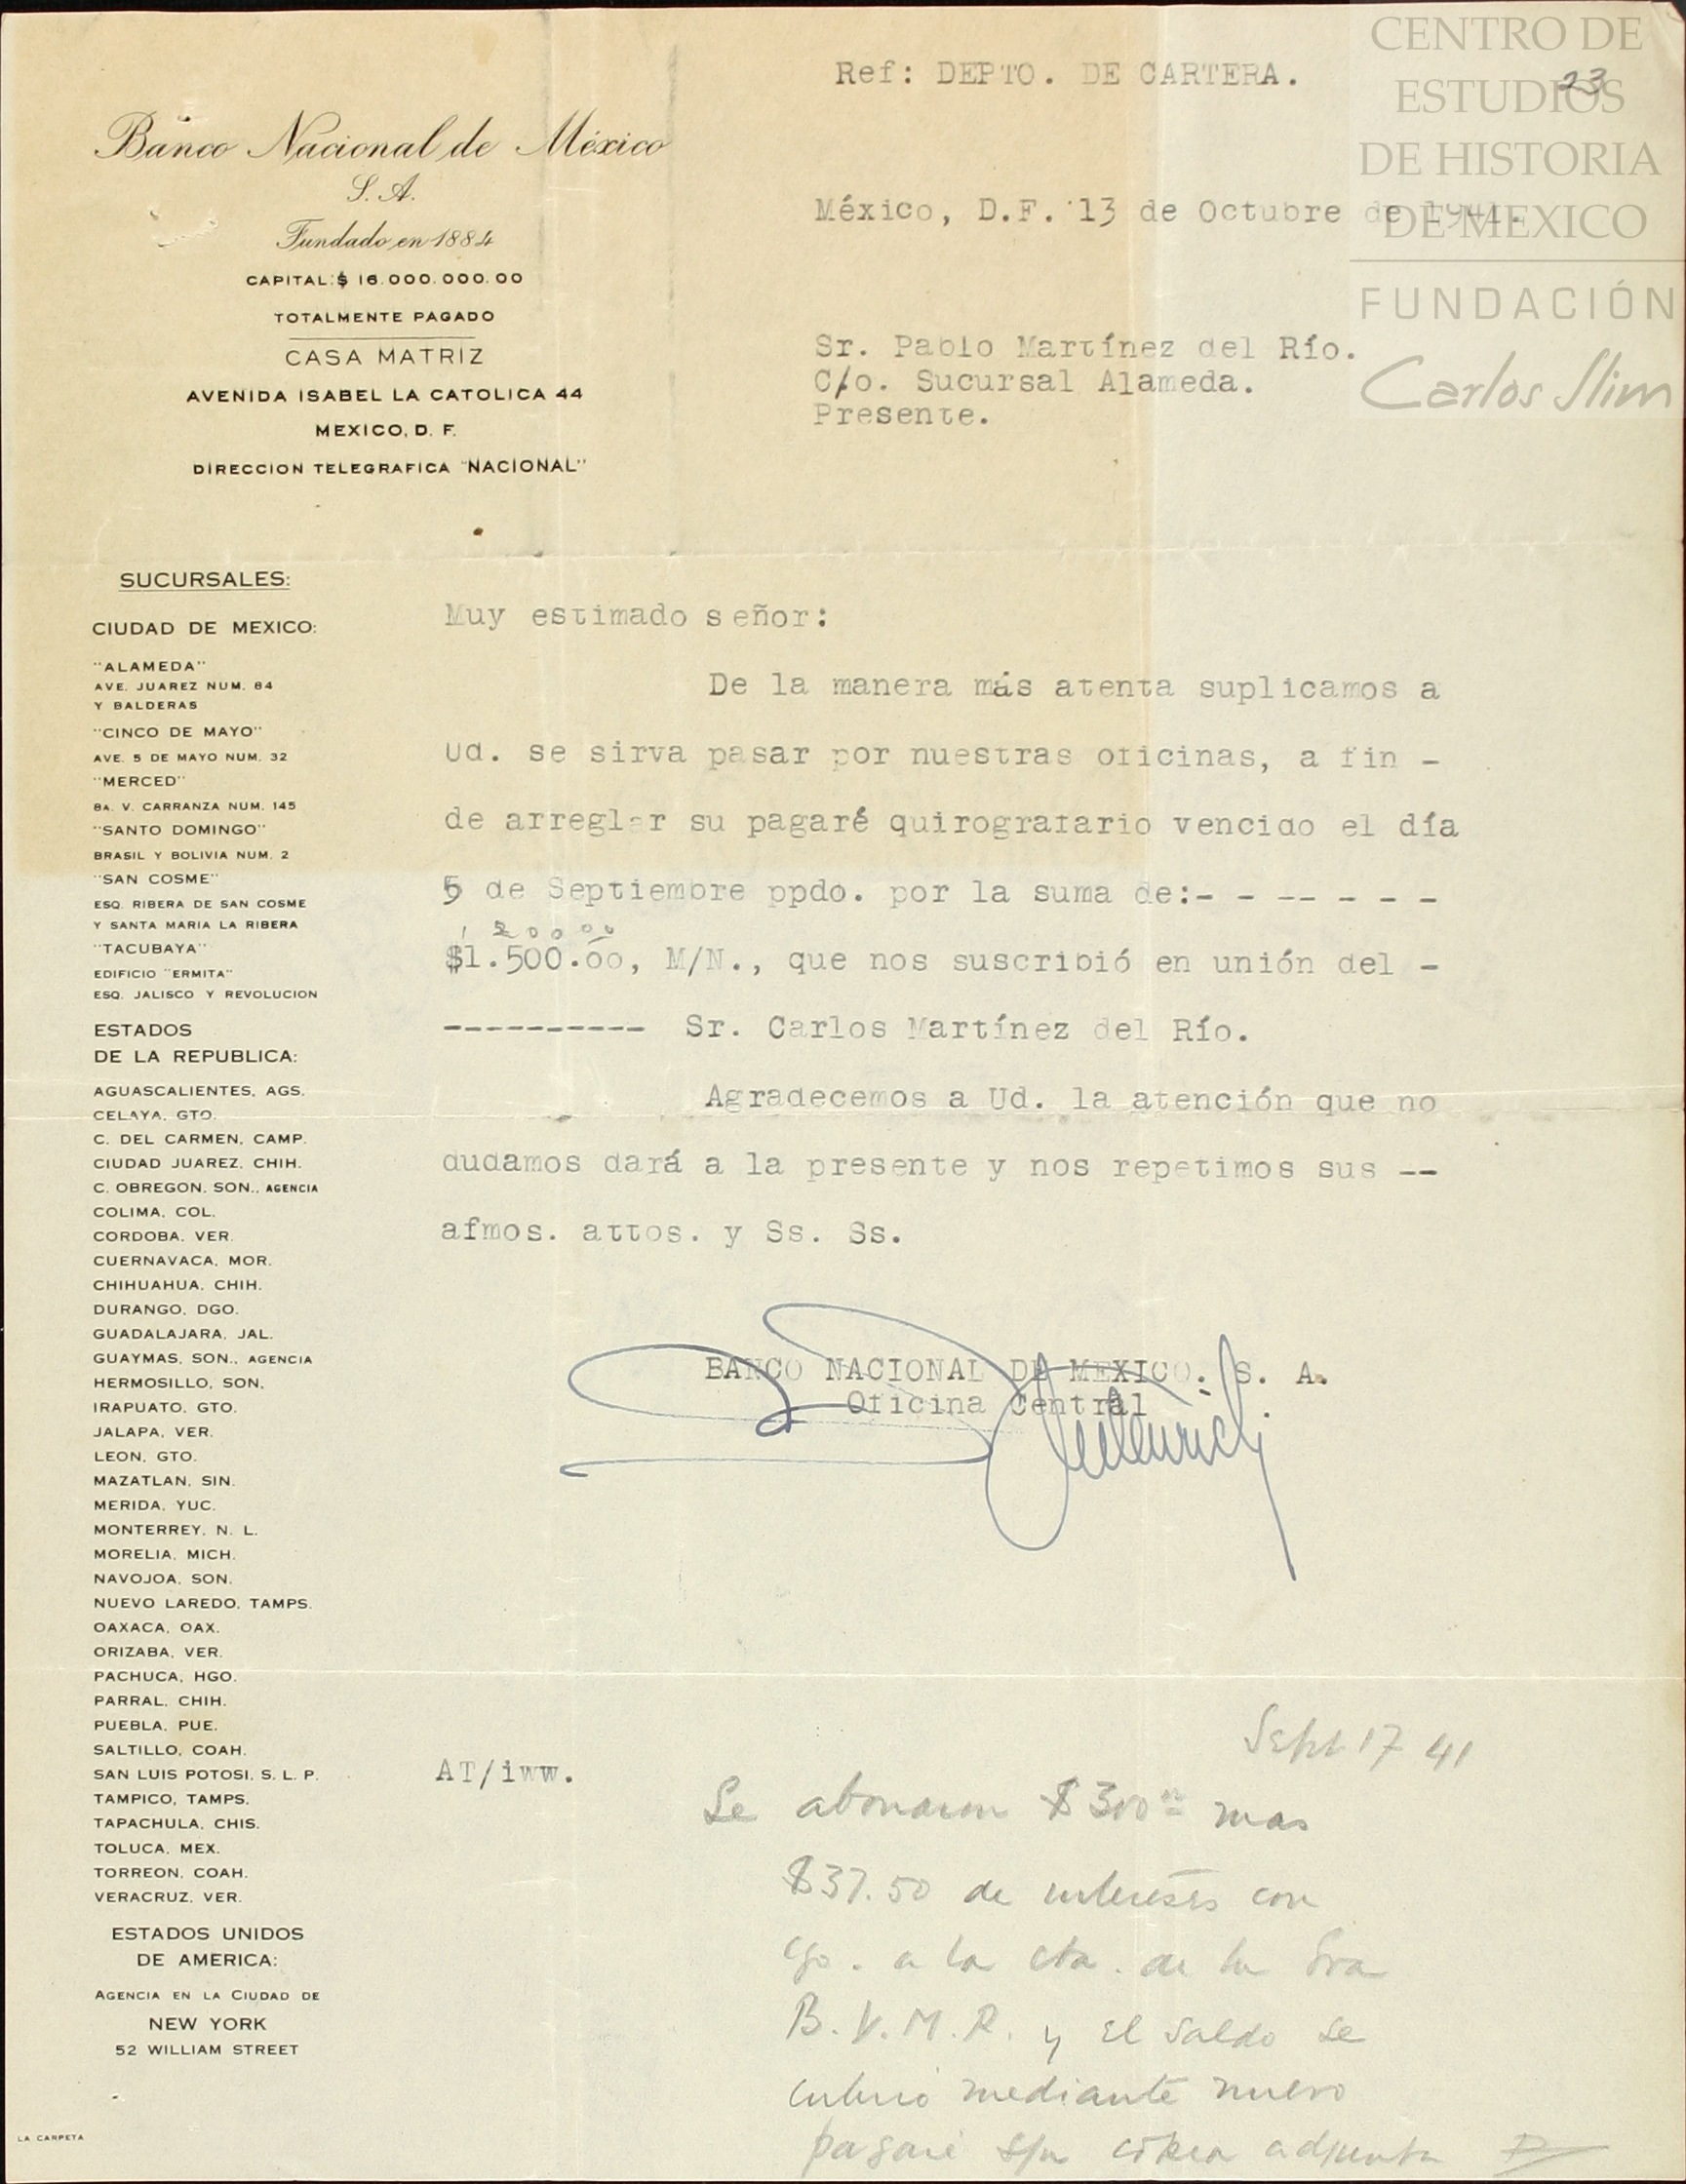 CENTRO DE
ESTUDIOS
DE HISTORIA
DE MEXICO
FUNDACIÓN
Carlos Slim
23
Ref: DEPTO. DE CARTERA.
Banco Nacional de México
S. A.
Fundado en 1884
CAPITAL: $ 16.000.000.00
TOTALMENTE PAGADO
CASA MATRIZ
AVENIDA ISABEL LA CATOLICA 44
MEXICO, D. F.
DIRECCION TELEGRAFICA "NACIONAL"
México, D.F. 13 de Octubre de 1941.
Sr. Pablo Martínez del Río.
C/o. Sucursal Alameda.
Presente.
SUCURSALES:
CIUDAD DE MEXICO:
"ALAMEDA"
AVE. JUAREZ NUM. 84
Y BALDERAS
"CINCO DE MAYO"
AVE. 5 DE MAYO NUM. 32
"MERCED"
8A. V. CARRANZA NUM. 145
"SANTO DOMINGO"
BRASIL Y BOLIVIA NUM. 2
"SAN COSME"
ESQ. RIBERA DE SAN COSME
Y SANTA MARIA LA RIBERA
"TACUBAYA"
EDIFICIO "ERMITA"
ESQ. JALISCO Y REVOLUCION
ESTADOS
DE LA REPUBLICA:
AGUASCALIENTES, AGS.
CELAYA, GTO.
C. DEL CARMEN, CAMP.
CIUDAD JUAREZ, CHIH.
C. OBREGON, SON., AGENCIA
COLIMA, COL.
CORDOBA, VER.
CUERNAVACA, MOR.
CHIHUAHUA, CHIH.
DURANGO, DGO.
GUADALAJARA, JAL.
GUAYMAS, SON., AGENCIA
HERMOSILLO, SON.
IRAPUATO, GTO.
JALAPA, VER.
LEON, GTO.
MAZATLAN, SIN.
MERIDA, YUC.
MONTERREY, N. L.
MORELIA, MICH.
NAVOJOA, SON.
NUEVO LAREDO, TAMPS.
OAXACA, OAX.
ORIZABA, VER.
PACHUCA, HGO.
PARRAL, CHIH.
PUEBLA, PUE.
SALTILLO, COAH.
SAN LUIS POTOSI, S. L. P.
TAMPICO, TAMPS.
TAPACHULA, CHIS.
TOLUCA, MEX.
TORREON, COAH.
VERACRUZ, VER.
ESTADOS UNIDOS
DE AMERICA:
AGENCIA EN LA CIUDAD DE
NEW YORK
52 WILLIAM STREET
LA CARPETA
Muy estimado señor:
De la manera más atenta suplicamos a
Ud. se sirva pasar por nuestras oficinas, a fin -
de arreglar su pagaré quirografario vencido el día
5 de Septiembre ppdo. por la suma de:- - -- - - -
1 200 00
$1.500.oo, M/N., que nos suscribió en unión del -
---------- Sr. Carlos Martínez del Río.
Agradecemos a Ud. la atención que no
dudamos dará a la presente y nos repetimos sus --
afmos. attos. y Ss. Ss.
BANCO NACIONAL DE MEXICO. S. A.
Oficina Central
AT/iww.
Sept 17 41
Se abonaron $300 00 mas
$37.50 de intereses con
cgo. a la cta. de la Sra
B.V.M.R. y el saldo se
cubrió mediante nuevo
pagaré s/n copia adjunta